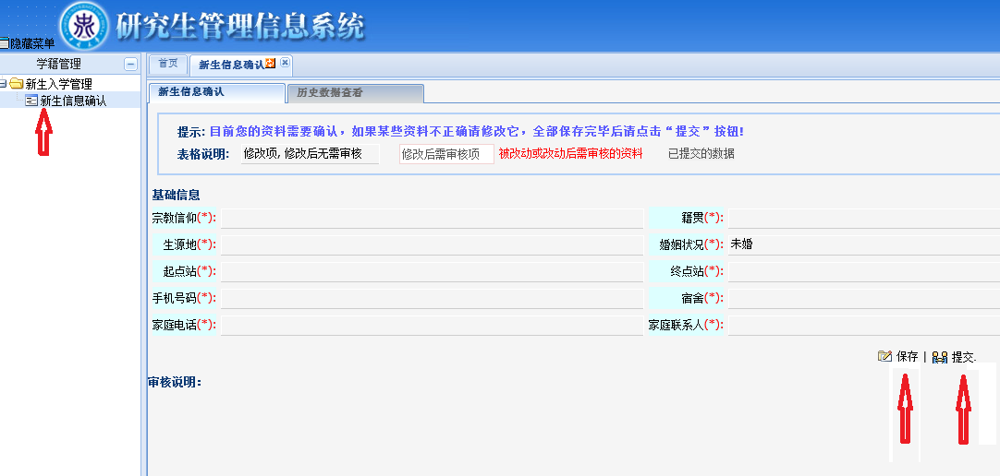 研究生管理信息系统
隐藏菜单
学籍管理
新生入学管理
新生信息确认
首页 新生信息确认
新生信息确认 历史数据查看
提示: 目前您的资料需要确认，如果某些资料不正确请修改它，全部保存完毕后请点击“提交”按钮!
表格说明: 修改项, 修改后无需审核 修改后需审核项 被改动或改动后需审核的资料 已提交的数据
基础信息
宗教信仰(*): 籍贯(*):
生源地(*): 婚姻状况(*): 未婚
起点站(*): 终点站(*):
手机号码(*): 宿舍(*):
家庭电话(*): 家庭联系人(*):
保存 | 提交.
审核说明: